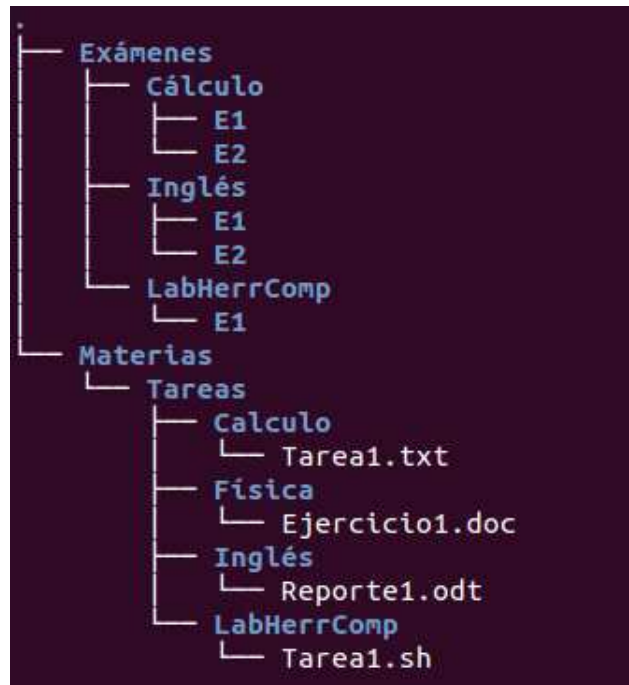 .
├── Exámenes
│   ├── Cálculo
│   │   ├── E1
│   │   └── E2
│   ├── Inglés
│   │   ├── E1
│   │   └── E2
│   └── LabHerrComp
│       └── E1
└── Materias
    └── Tareas
        ├── Calculo
        │   └── Tarea1.txt
        ├── Física
        │   └── Ejercicio1.doc
        ├── Inglés
        │   └── Reporte1.odt
        └── LabHerrComp
            └── Tarea1.sh